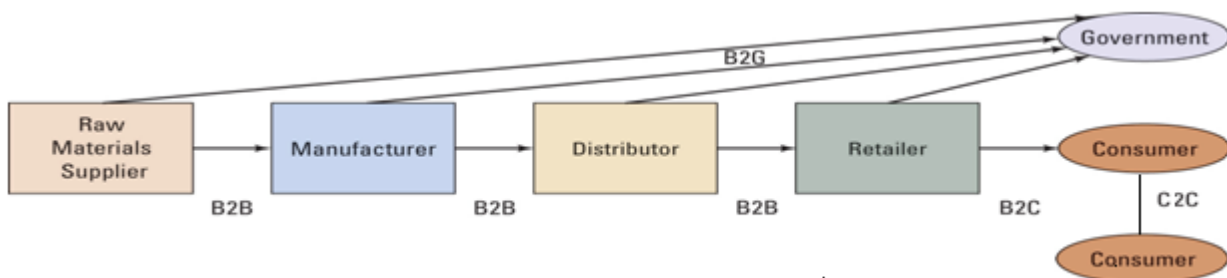 Government
B2G
Raw
Materials
Supplier
Manufacturer
Distributor
Retailer
Consumer
B2B
B2B
B2B
B2C
C2C
Consumer